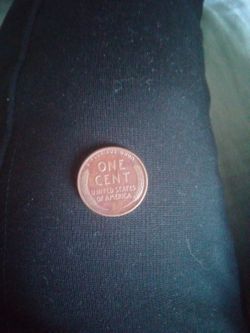 ONE
CENT
UNITED STATES
OF AMERICA